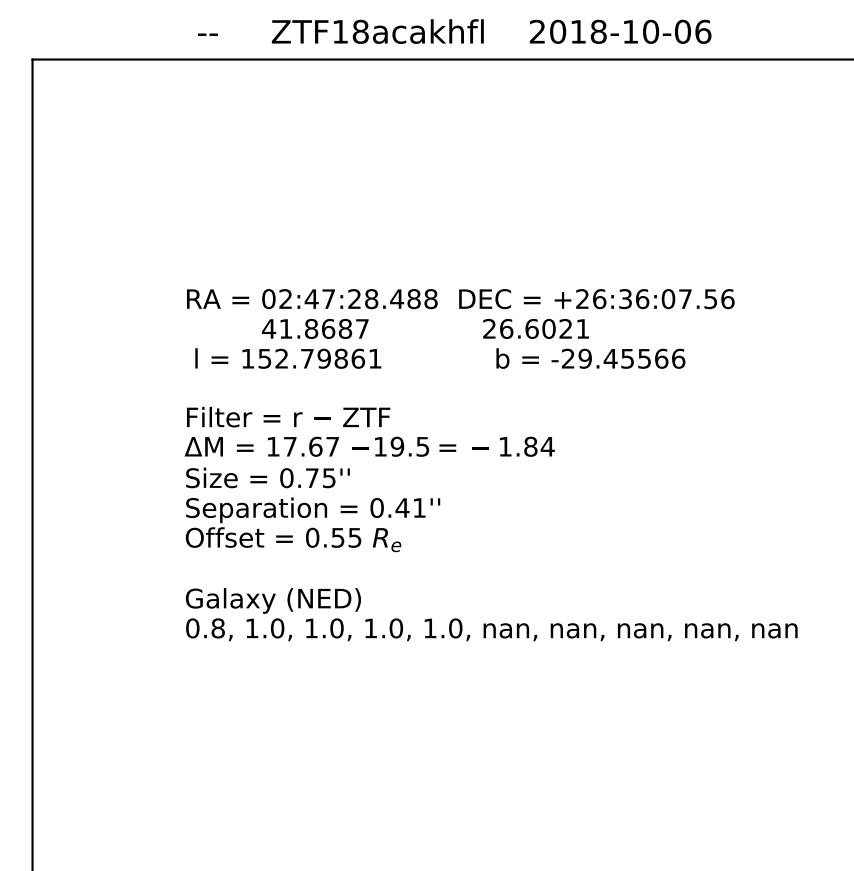 -- ZTF18acakhfl 2018-10-06
RA = 02:47:28.488 DEC = +26:36:07.56
41.8687 26.6021
l = 152.79861 b = -29.45566
Filter = r − ZTF
ΔM = 17.67 −19.5 = − 1.84
Size = 0.75''
Separation = 0.41''
Offset = 0.55 Re
Galaxy (NED)
0.8, 1.0, 1.0, 1.0, 1.0, nan, nan, nan, nan, nan